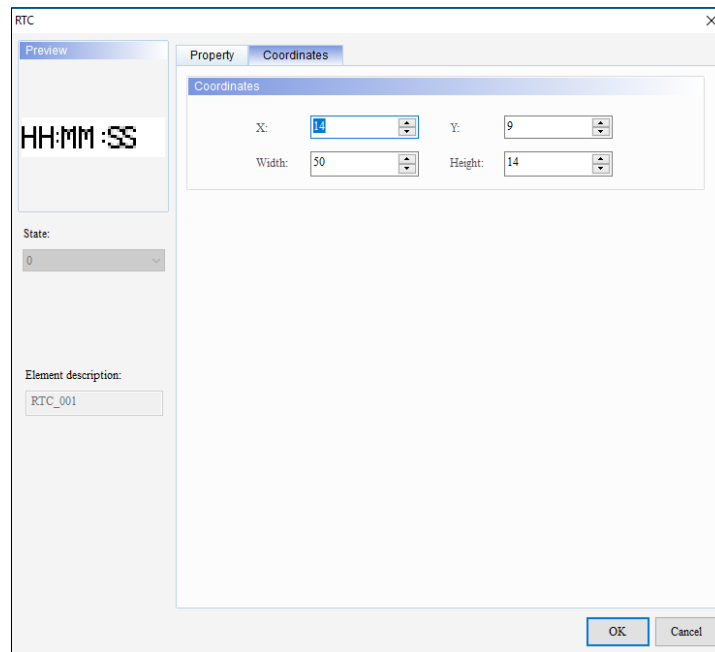 RTC
Preview
HH:MM :SS
State:
0
Element description:
RTC_001
Property Coordinates
Coordinates
X: 14 Y: 9
Width: 50 Height: 14
OK Cancel